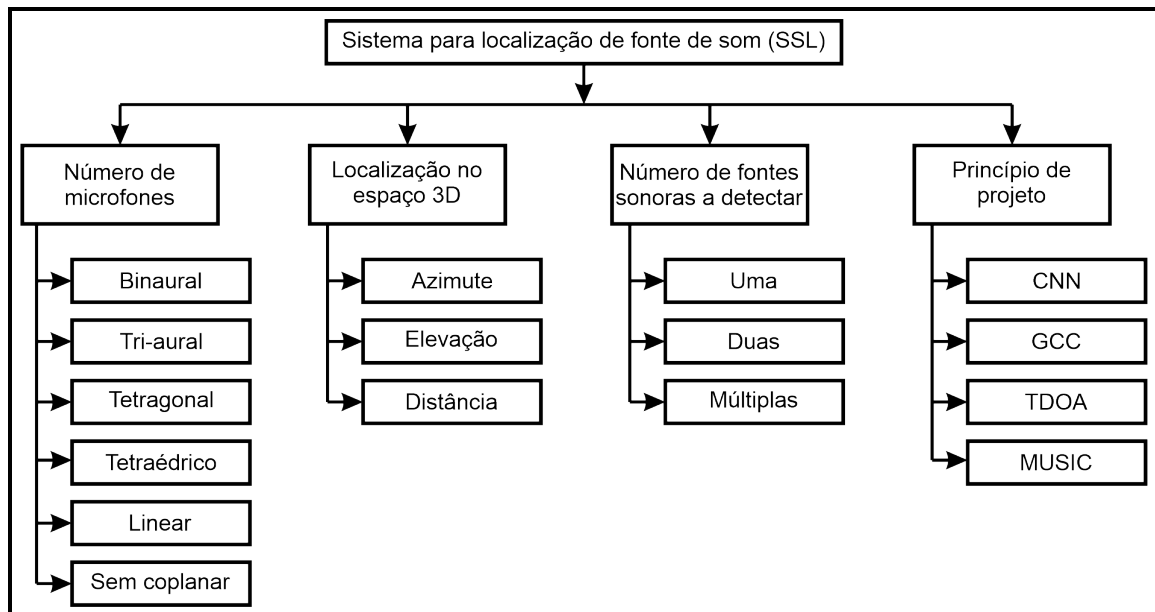 Sistema para localização de fonte de som (SSL)
Número de
microfones
Binaural
Tri-aural
Tetragonal
Tetraédrico
Linear
Sem coplanar
Localização no
espaço 3D
Azimute
Elevação
Distância
Número de fontes
sonoras a detectar
Uma
Duas
Múltiplas
Princípio de
projeto
CNN
GCC
TDOA
MUSIC